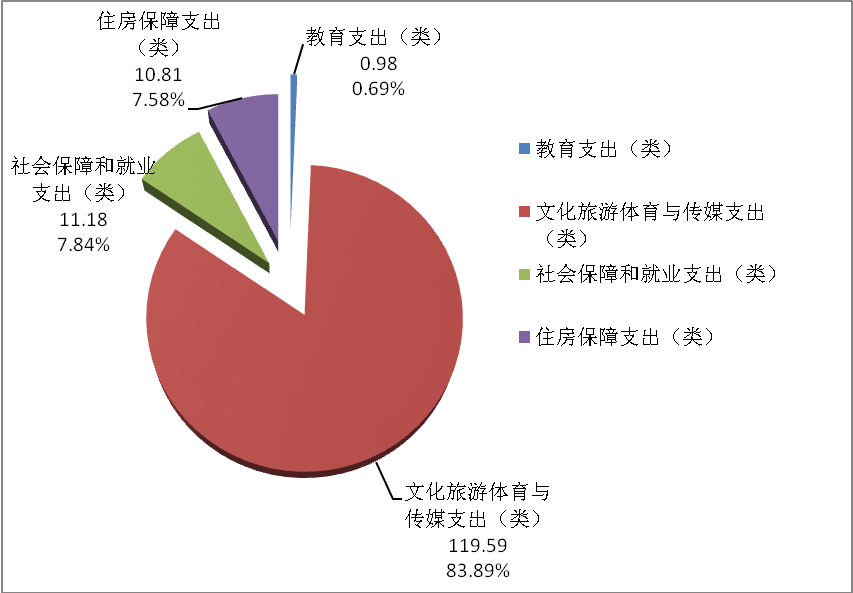 住房保障支出
（类）
10.81
7.58%
教育支出（类）
0.98
0.69%
社会保障和就业
支出（类）
11.18
7.84%
文化旅游体育与
传媒支出（类）
119.59
83.89%
教育支出（类）
文化旅游体育与传媒支出
（类）
社会保障和就业支出（类）
住房保障支出（类）